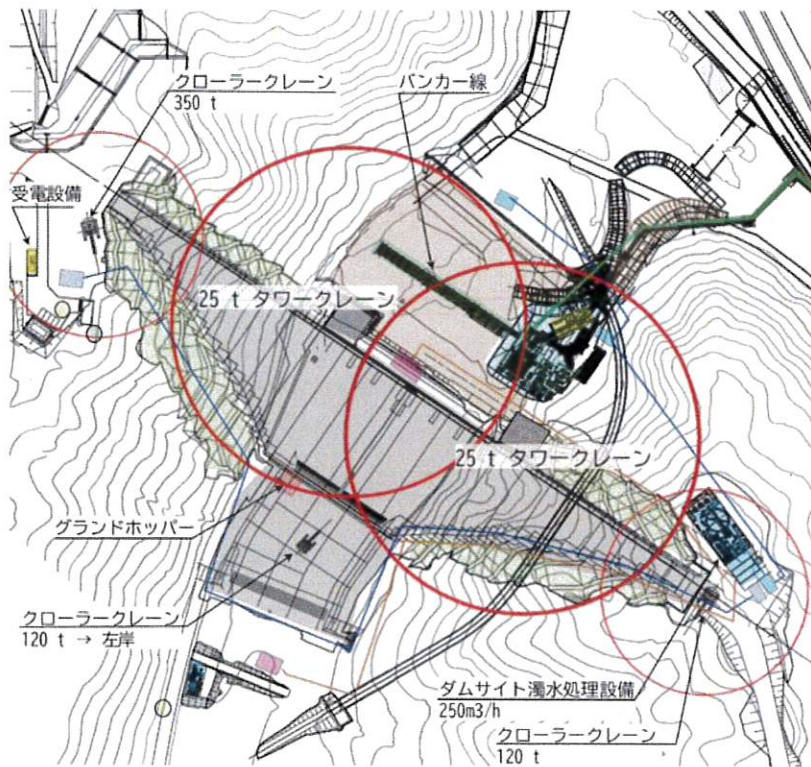 クローラークレーン
350 t
バンカー線
受電設備
25 t タワークレーン
25 t タワークレーン
グランドホッパー
クローラークレーン
120 t → 左岸
ダムサイト濁水処理設備
250m3/h
クローラークレーン
120 t